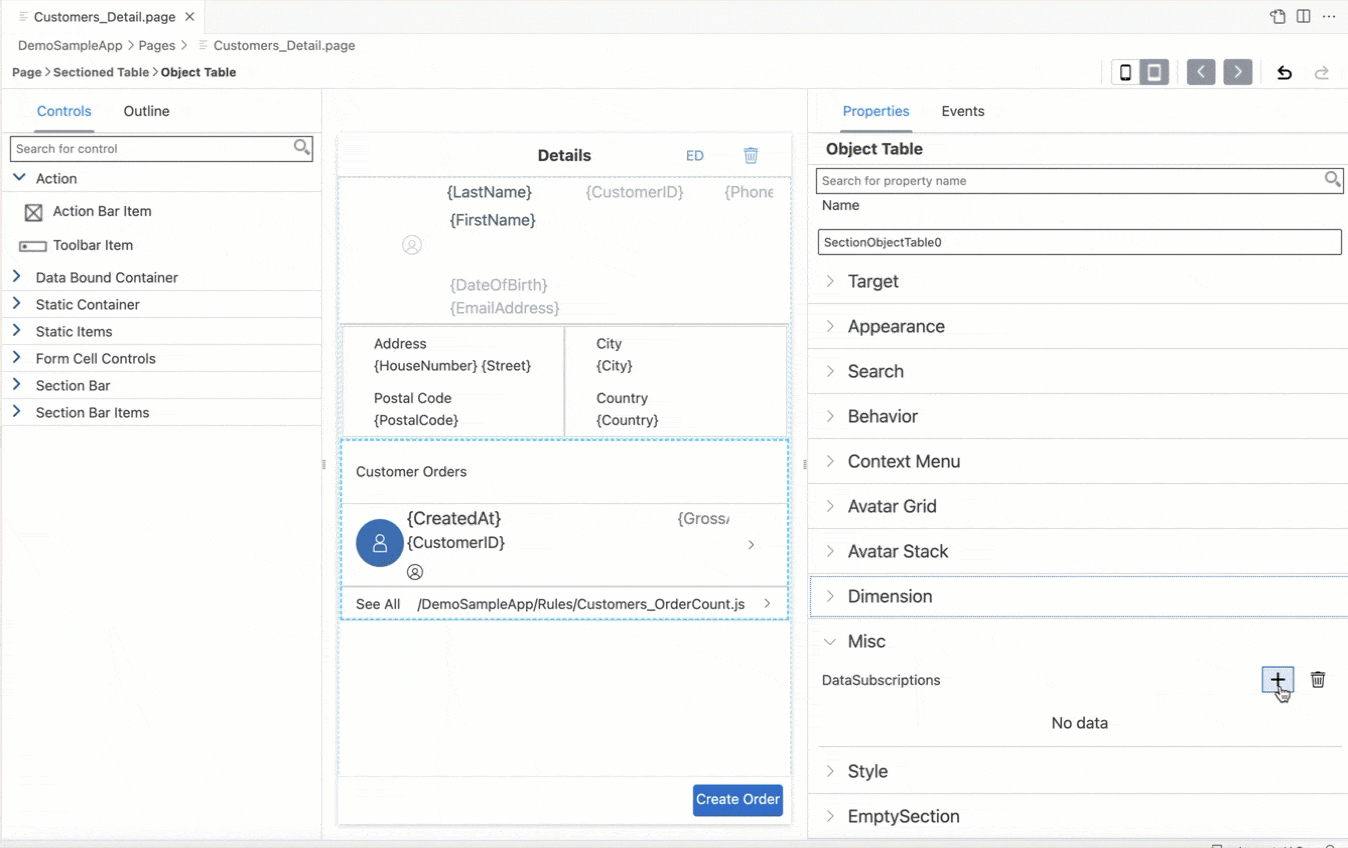 Customers_Detail.page
DemoSampleApp Pages Customers_Detail.page
Page Sectioned Table Object Table
Controls Outline
Search for control
Action
Action Bar Item
Toolbar Item
Data Bound Container
Static Container
Static Items
Form Cell Controls
Section Bar
Section Bar Items
Details ED
{LastName} {CustomerID} {Phone
{FirstName}
{DateOfBirth}
{EmailAddress}
Address City
{HouseNumber} {Street} {City}
Postal Code Country
{PostalCode} {Country}
Customer Orders
{CreatedAt} {Gross
{CustomerID}
See All /DemoSampleApp/Rules/Customers_OrderCount.js
Create Order
Properties Events
Object Table
Search for property name
Name
SectionObjectTable0
Target
Appearance
Search
Behavior
Context Menu
Avatar Grid
Avatar Stack
Dimension
Misc
DataSubscriptions
No data
Style
EmptySection